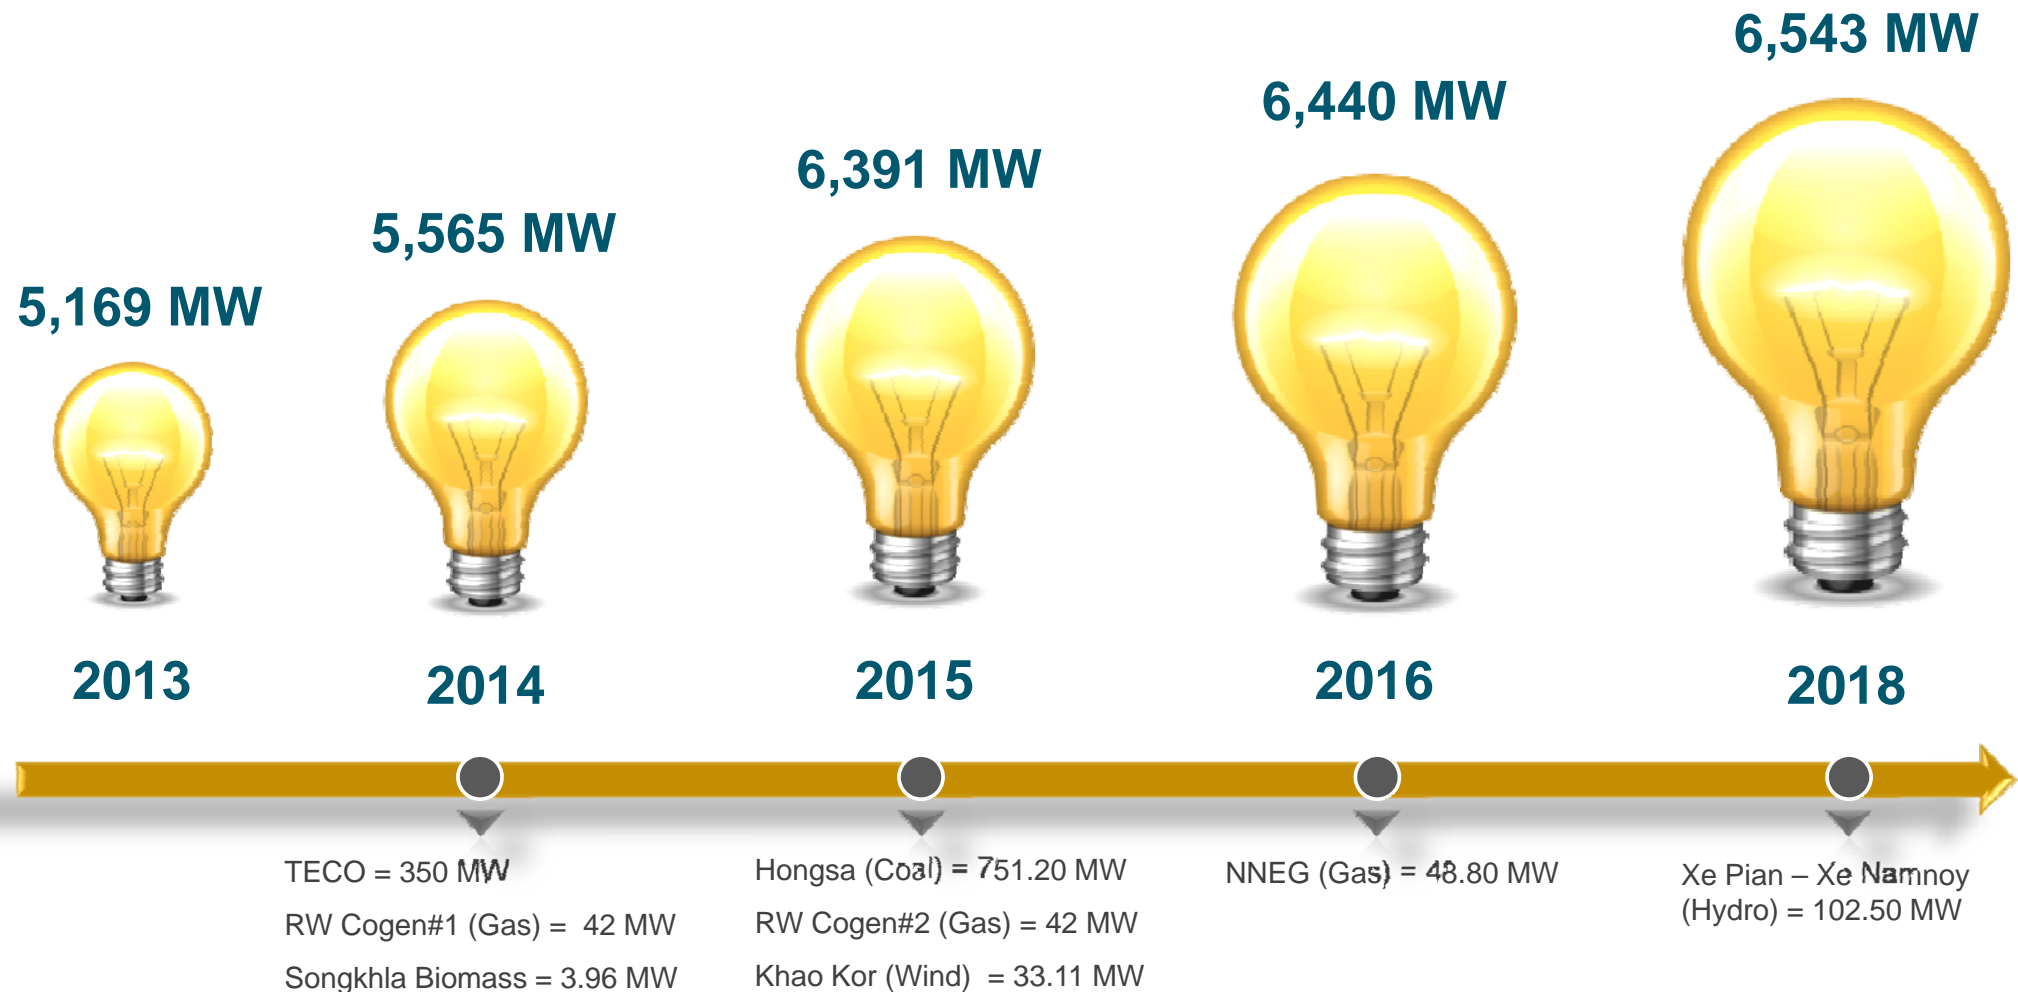 6,543 MW
6,440 MW
6,391 MW
5,565 MW
5,169 MW
2013
2014
2015
2016
2018
TECO = 350 MW
RW Cogen#1 (Gas) = 42 MW
Songkhla Biomass = 3.96 MW
Hongsa (Coal) = 751.20 MW
RW Cogen#2 (Gas) = 42 MW
Khao Kor (Wind) = 33.11 MW
NNEG (Gas) = 48.80 MW
Xe Pian – Xe Namnoy
(Hydro) = 102.50 MW